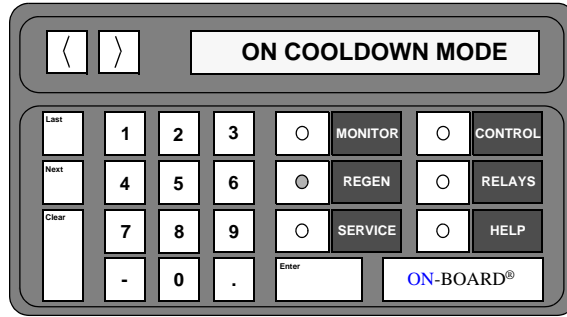 〈 〉 ON COOLDOWN MODE
Last 1 2 3 MONITOR CONTROL
Next 4 5 6 REGEN RELAYS
Clear 7 8 9 SERVICE HELP
- 0 . Enter ON-BOARD®